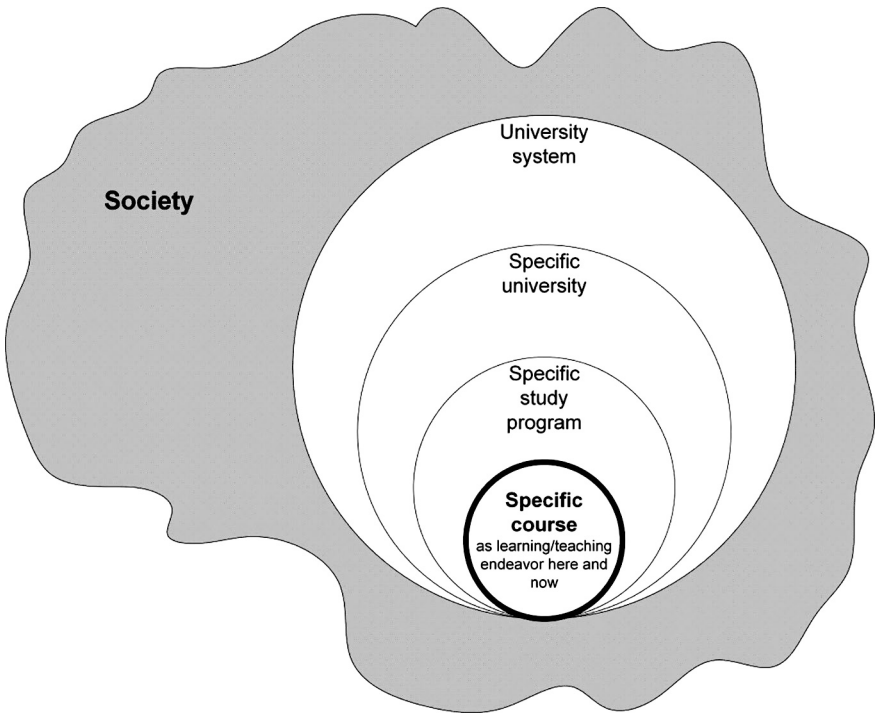 University
system
Society
Specific
university
Specific
study
program
Specific
course
as learning/teaching
endeavor here and
now